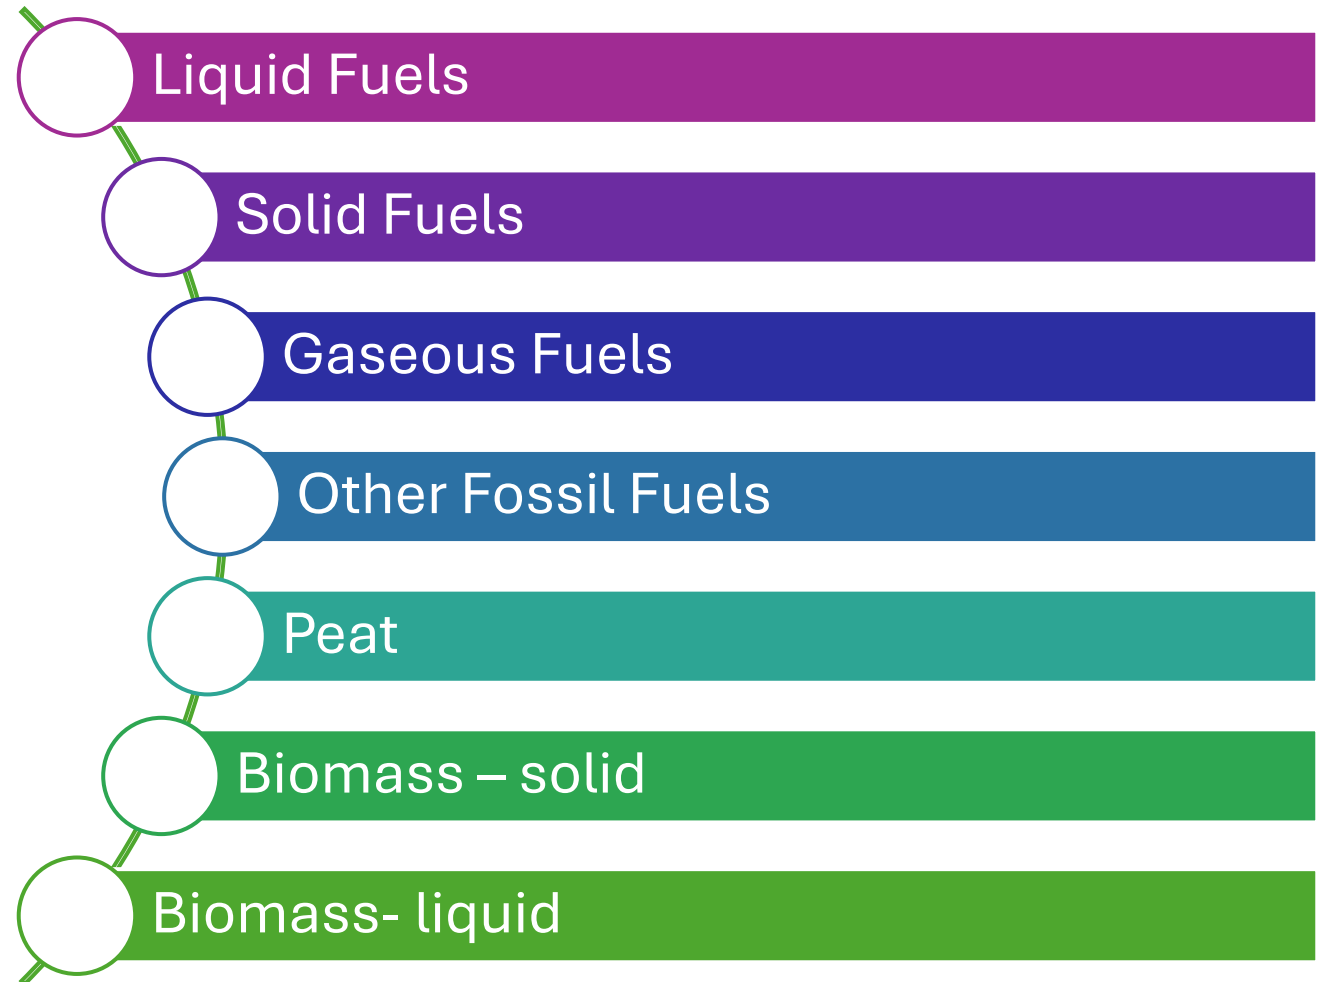 Liquid Fuels
Solid Fuels
Gaseous Fuels
Other Fossil Fuels
Peat
Biomass – solid
Biomass- liquid